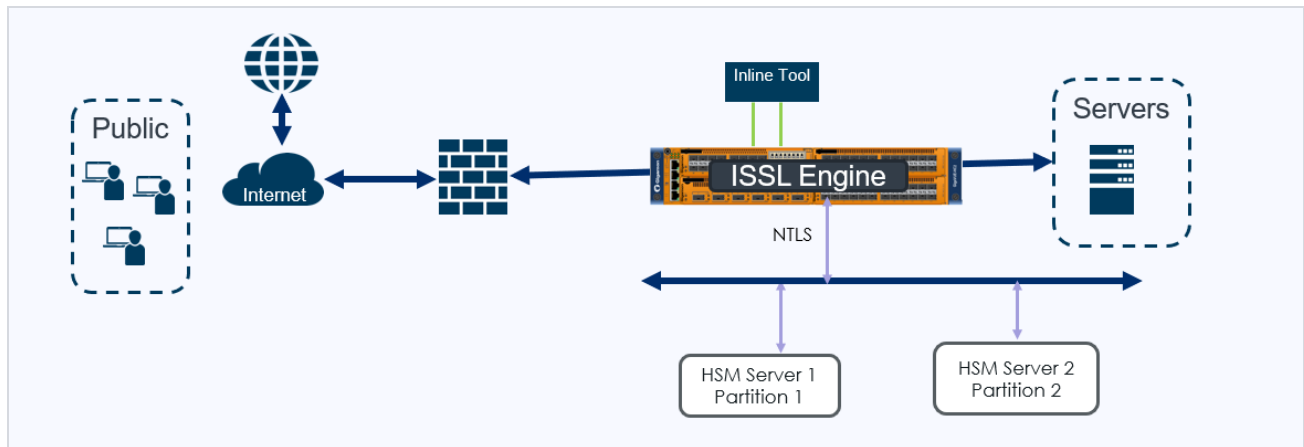 Public
Internet
Inline Tool
ISSL Engine
Servers
NTLS
HSM Server 1
Partition 1
HSM Server 2
Partition 2